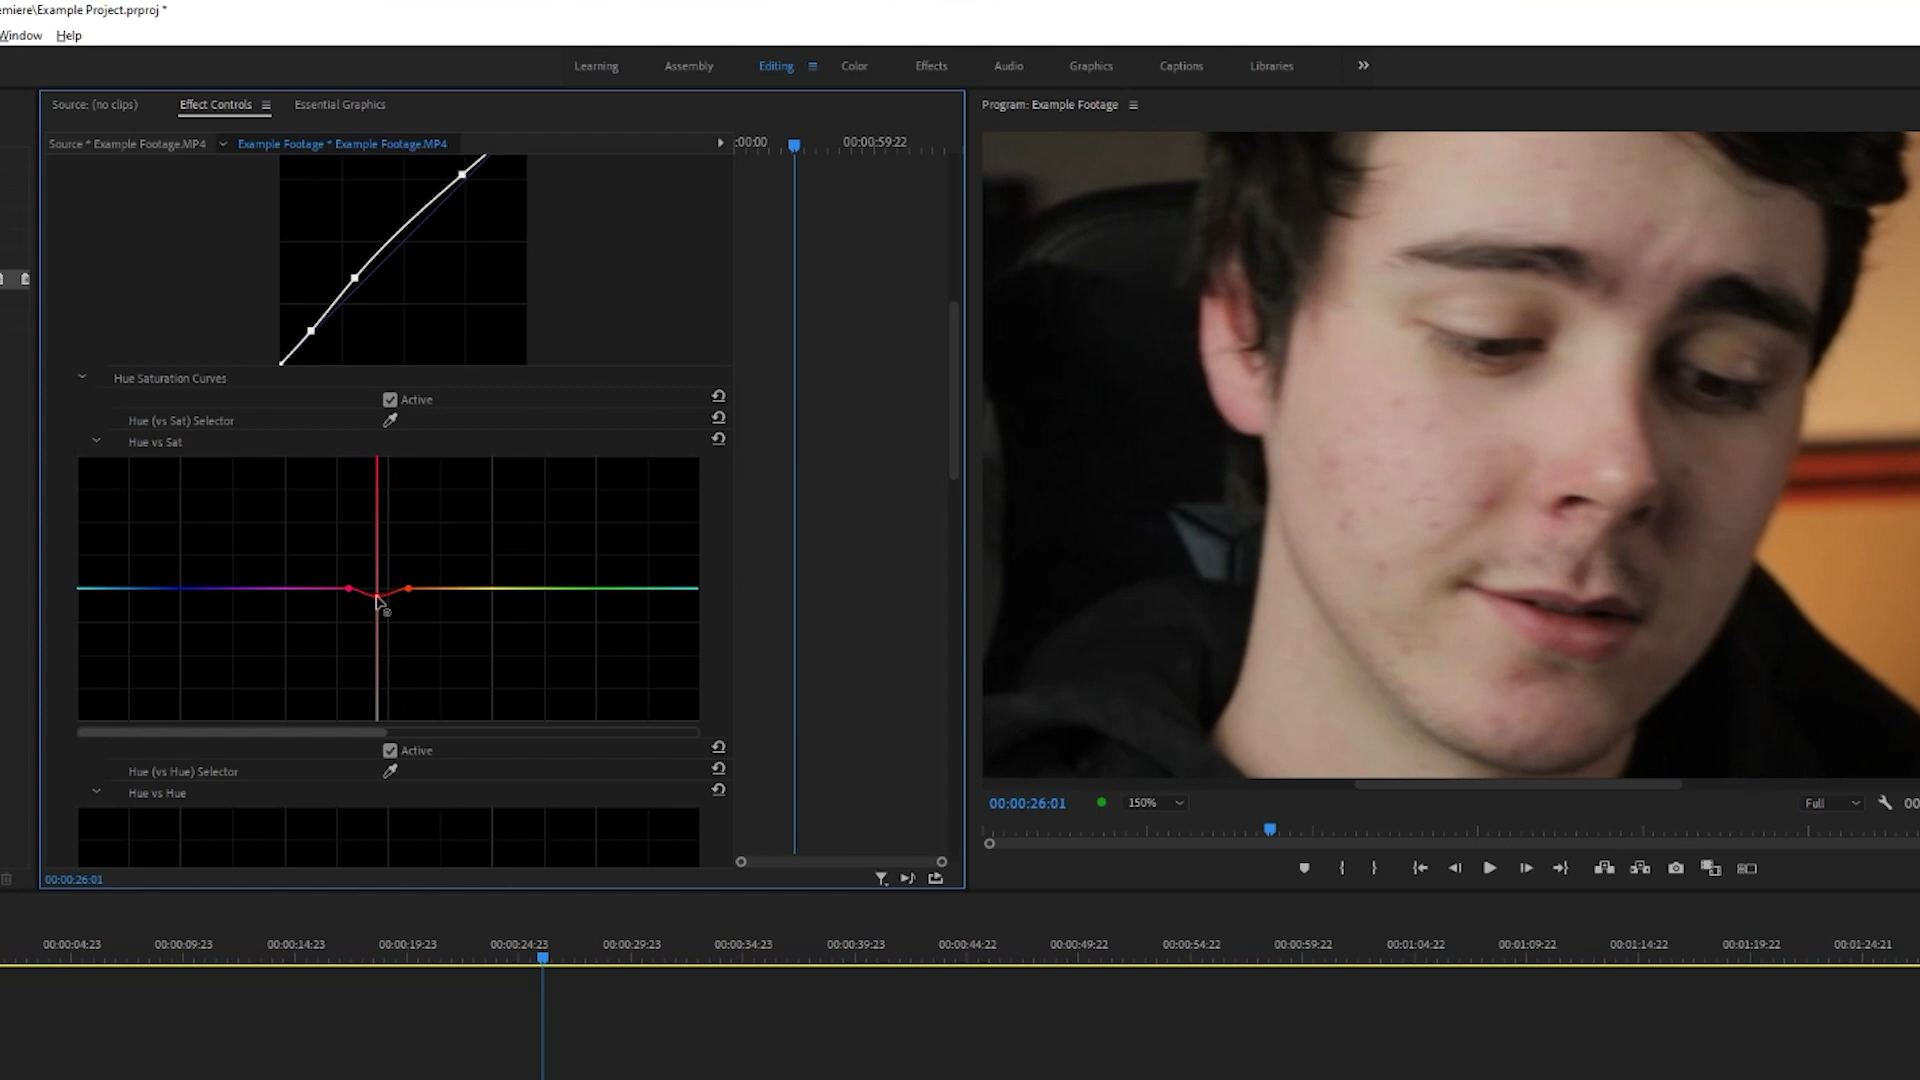 emiere\Example Project.prproj *
Window Help
Learning Assembly Editing Color Effects Audio Graphics Captions Libraries
Source: (no clips) Effect Controls Essential Graphics
Program: Example Footage
Source * Example Footage.MP4 Example Footage * Example Footage.MP4
:00:00 00:00:59:22
Hue Saturation Curves
Active
Hue (vs Sat) Selector
Hue vs Sat
Active
Hue (vs Hue) Selector
Hue vs Hue
00:00:26:01
00:00:26:01 150% Full 00
00:00:04:23 00:00:09:23 00:00:14:23 00:00:19:23 00:00:24:23 00:00:29:23 00:00:34:23 00:00:39:23 00:00:44:22 00:00:49:22 00:00:54:22 00:00:59:22 00:01:04:22 00:01:09:22 00:01:14:22 00:01:19:22 00:01:24:21